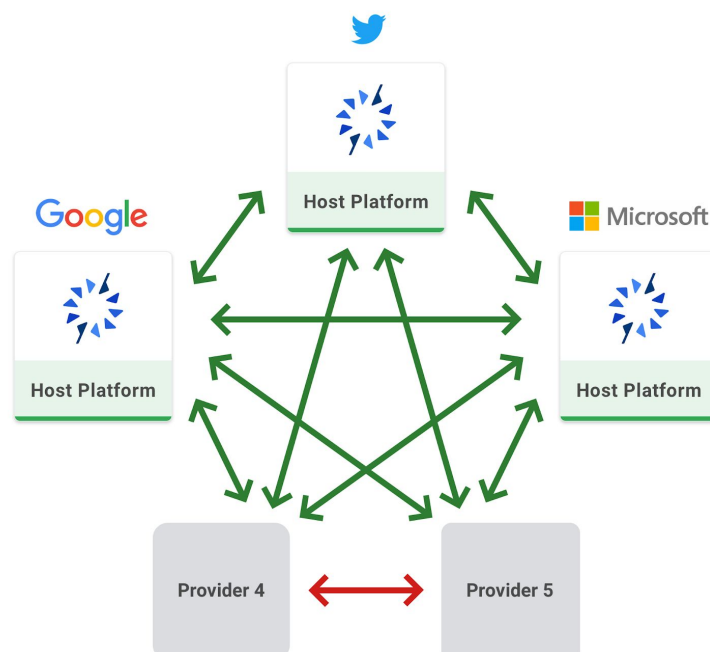 Host Platform
Google
Microsoft
Host Platform
Host Platform
Provider 4
Provider 5